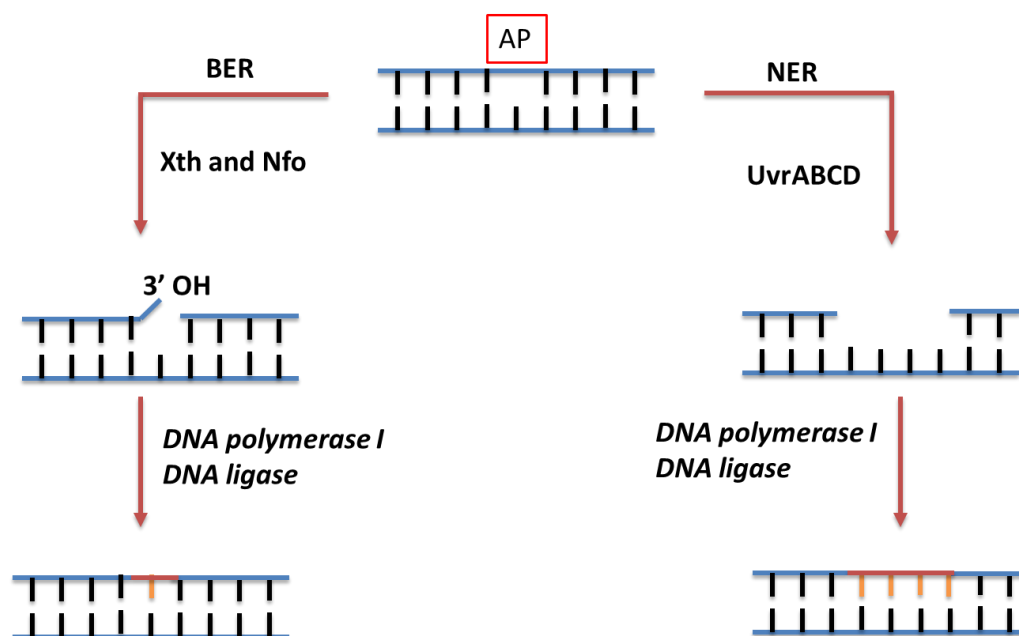 AP
BER
NER
Xth and Nfo
UvrABCD
3’ OH
DNA polymerase I
DNA ligase
DNA polymerase I
DNA ligase